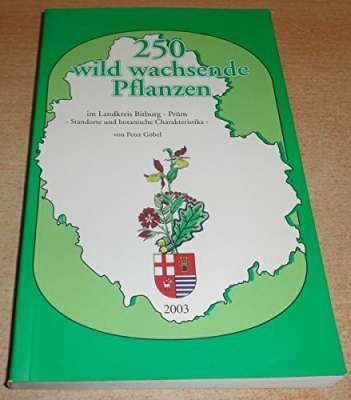 250
wild wachsende
Pflanzen
im Landkreis Bitburg - Prüm
- Standorte und botanische Charakteristika -
von Peter Göbel
2003